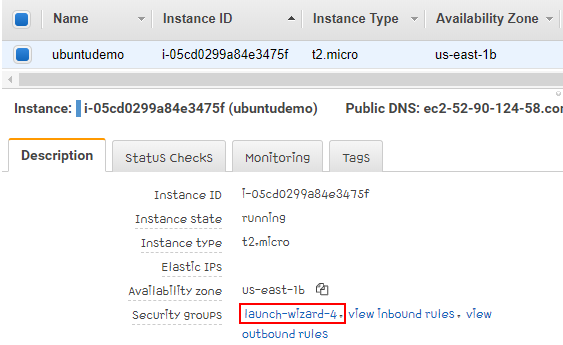 Name Instance ID Instance Type Availability Zone
ubuntudemo i-05cd0299a84e3475f t2.micro us-east-1b
Instance: i-05cd0299a84e3475f (ubuntudemo) Public DNS: ec2-52-90-124-58.co
Description Status Checks Monitoring Tags
Instance ID i-05cd0299a84e3475f
Instance state running
Instance type t2.micro
Elastic IPs
Availability zone us-east-1b
Security groups launch-wizard-4. view inbound rules. view
outbound rules